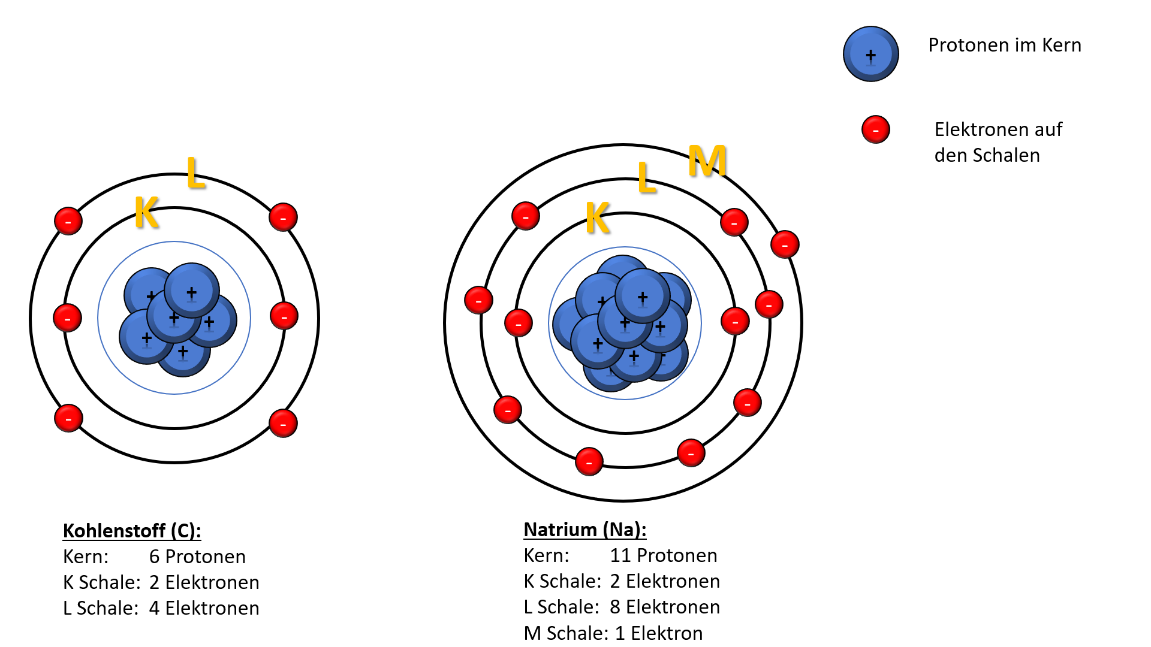 Protonen im Kern
Elektronen auf
den Schalen
+
-
L
K
Kohlenstoff (C):
Kern: 6 Protonen
K Schale: 2 Elektronen
L Schale: 4 Elektronen
M
L
K
Natrium (Na):
Kern: 11 Protonen
K Schale: 2 Elektronen
L Schale: 8 Elektronen
M Schale: 1 Elektron